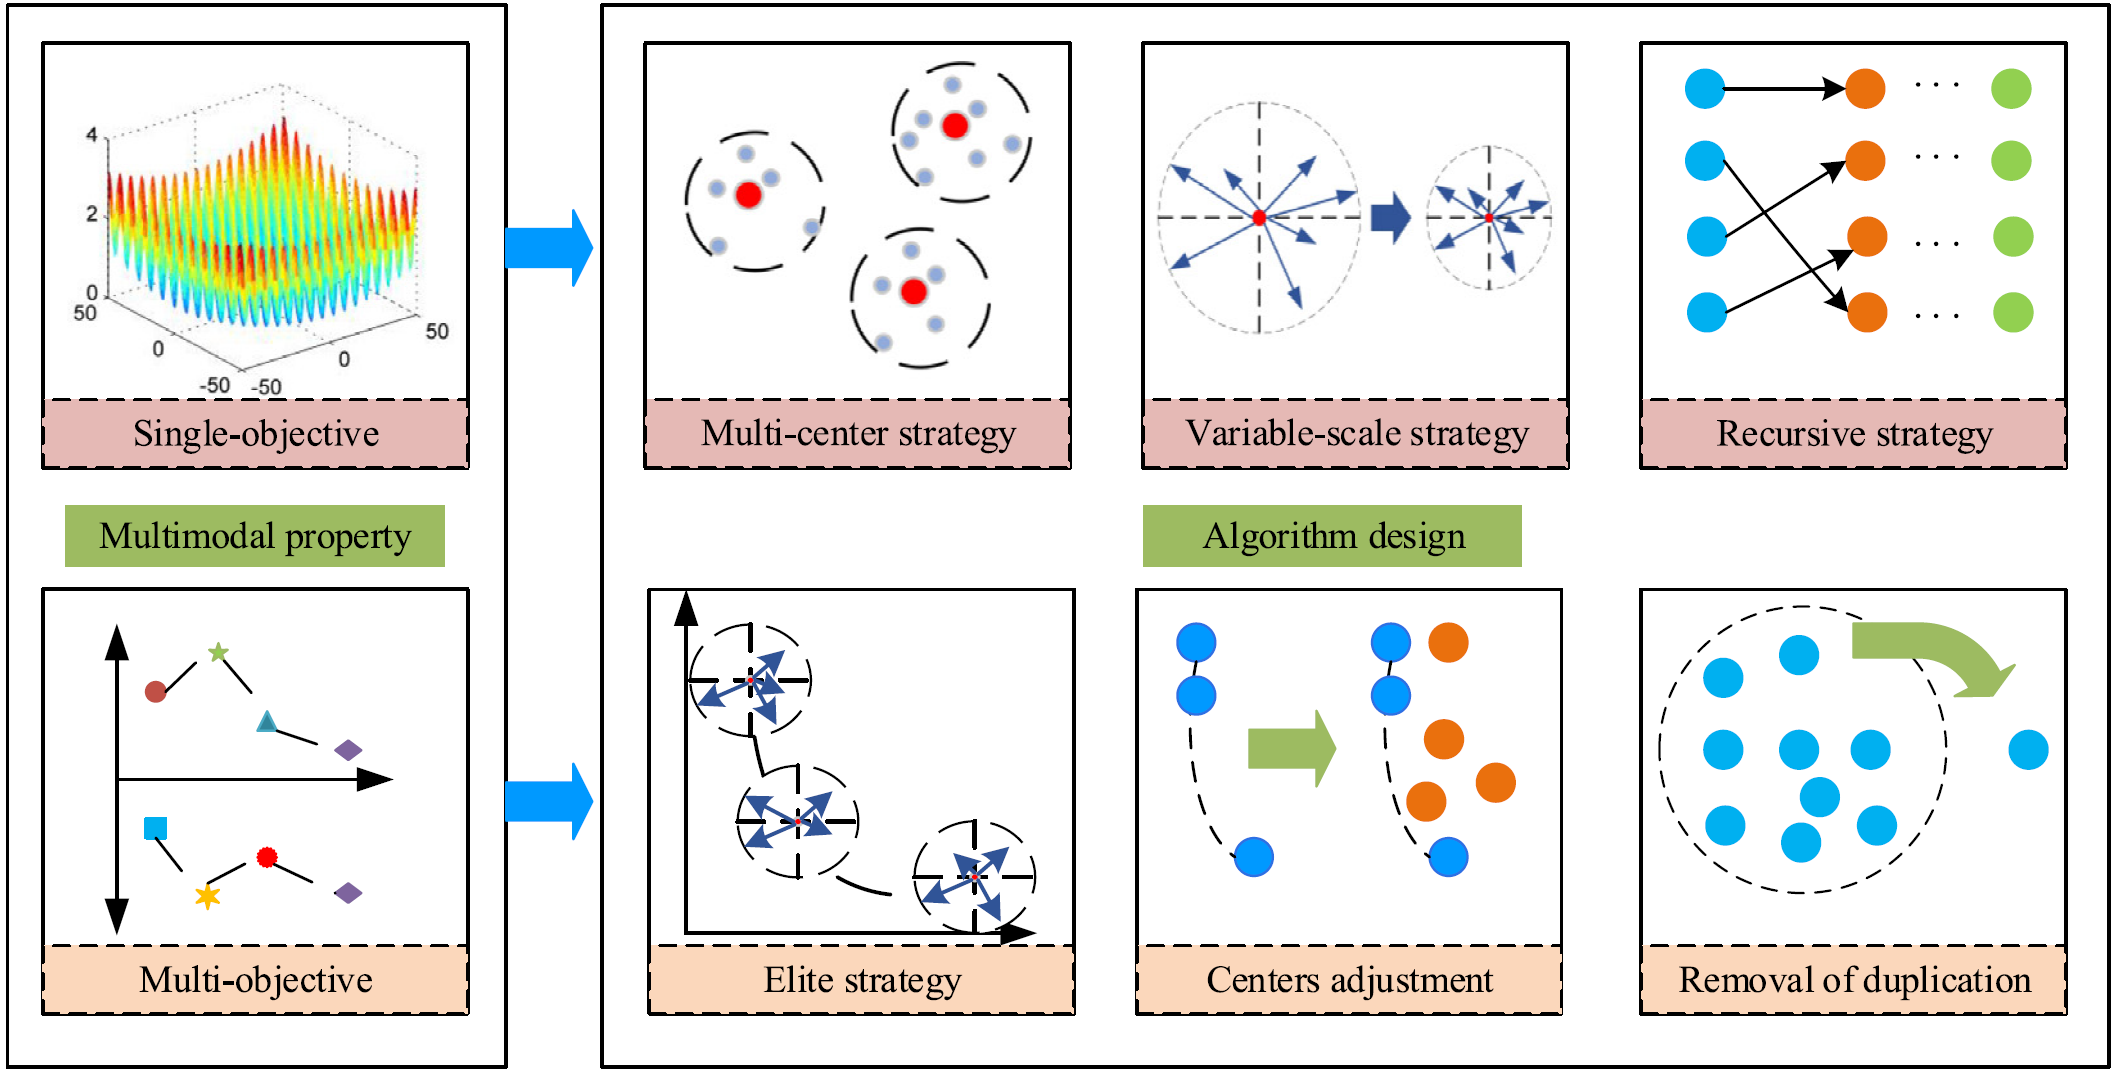 4
2
0
50
0
-50
-50
0
50
Single-objective
Multi-center strategy
Variable-scale strategy
. . .
. . .
. . .
. . .
Recursive strategy
Multimodal property
Algorithm design
Multi-objective
Elite strategy
Centers adjustment
Removal of duplication